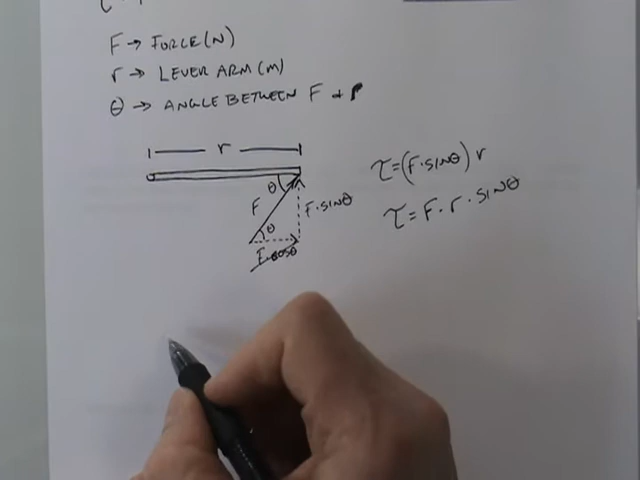 F → FORCE (N)
r → LEVER ARM (M)
θ → ANGLE BETWEEN F + r
r
θ
F
θ
F·SINθ
F·COSθ
τ = (F·SINθ) r
τ = F · r · SINθ